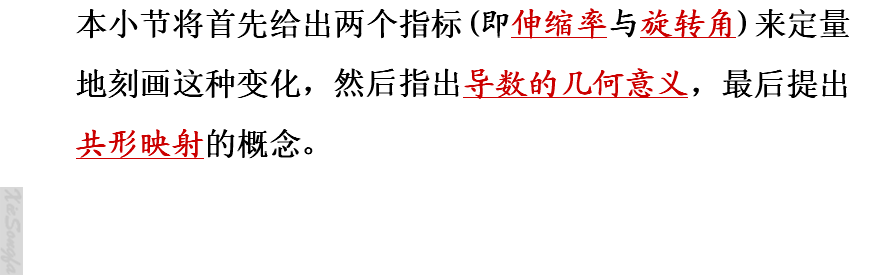 本小节将首先给出两个指标(即伸缩率与旋转角)来定量
地刻画这种变化，然后指出导数的几何意义，最后提出
共形映射的概念。